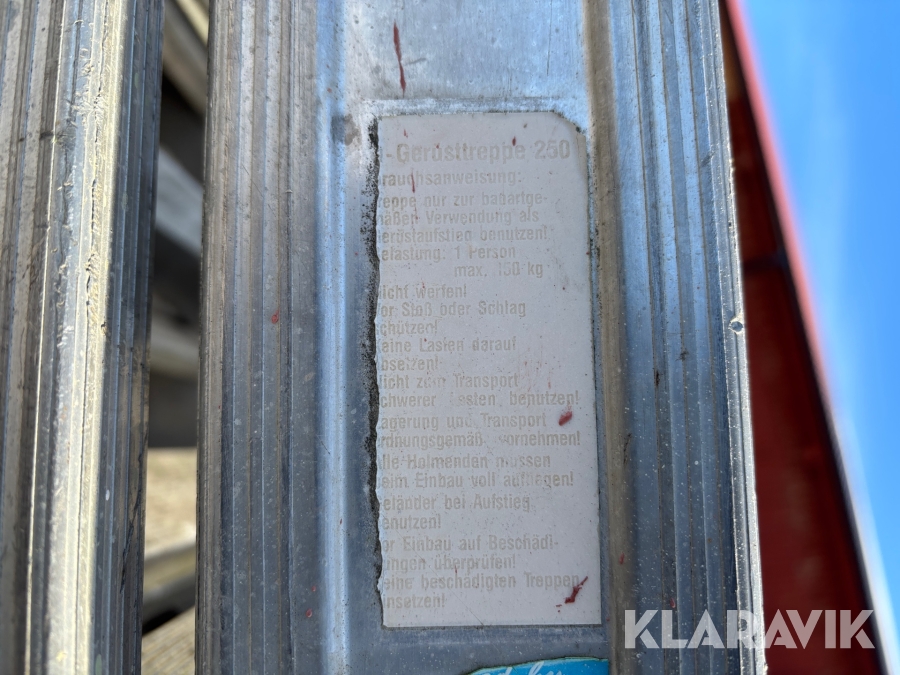 -Gerüsttreppe 250
rauchsanweisung:
reppe nur zur bauartge-
mäßen Verwendung als
erüstaufstieg benutzen!
elastung: 1 Person
max. 150 kg
icht werfen!
or Stoß oder Schlag
chützen!
eine Lasten darauf
bsetzen!
icht zum Transport
chwerer Lasten benutzen!
agerung und Transport
rdnungsgemäß vornehmen!
lle Holmenden müssen
eim Einbau voll aufliegen!
eländer bei Aufstieg
enutzen!
or Einbau auf Beschädi-
ungen überprüfen!
eine beschädigten Treppen
insetzen!
KLARAVIK